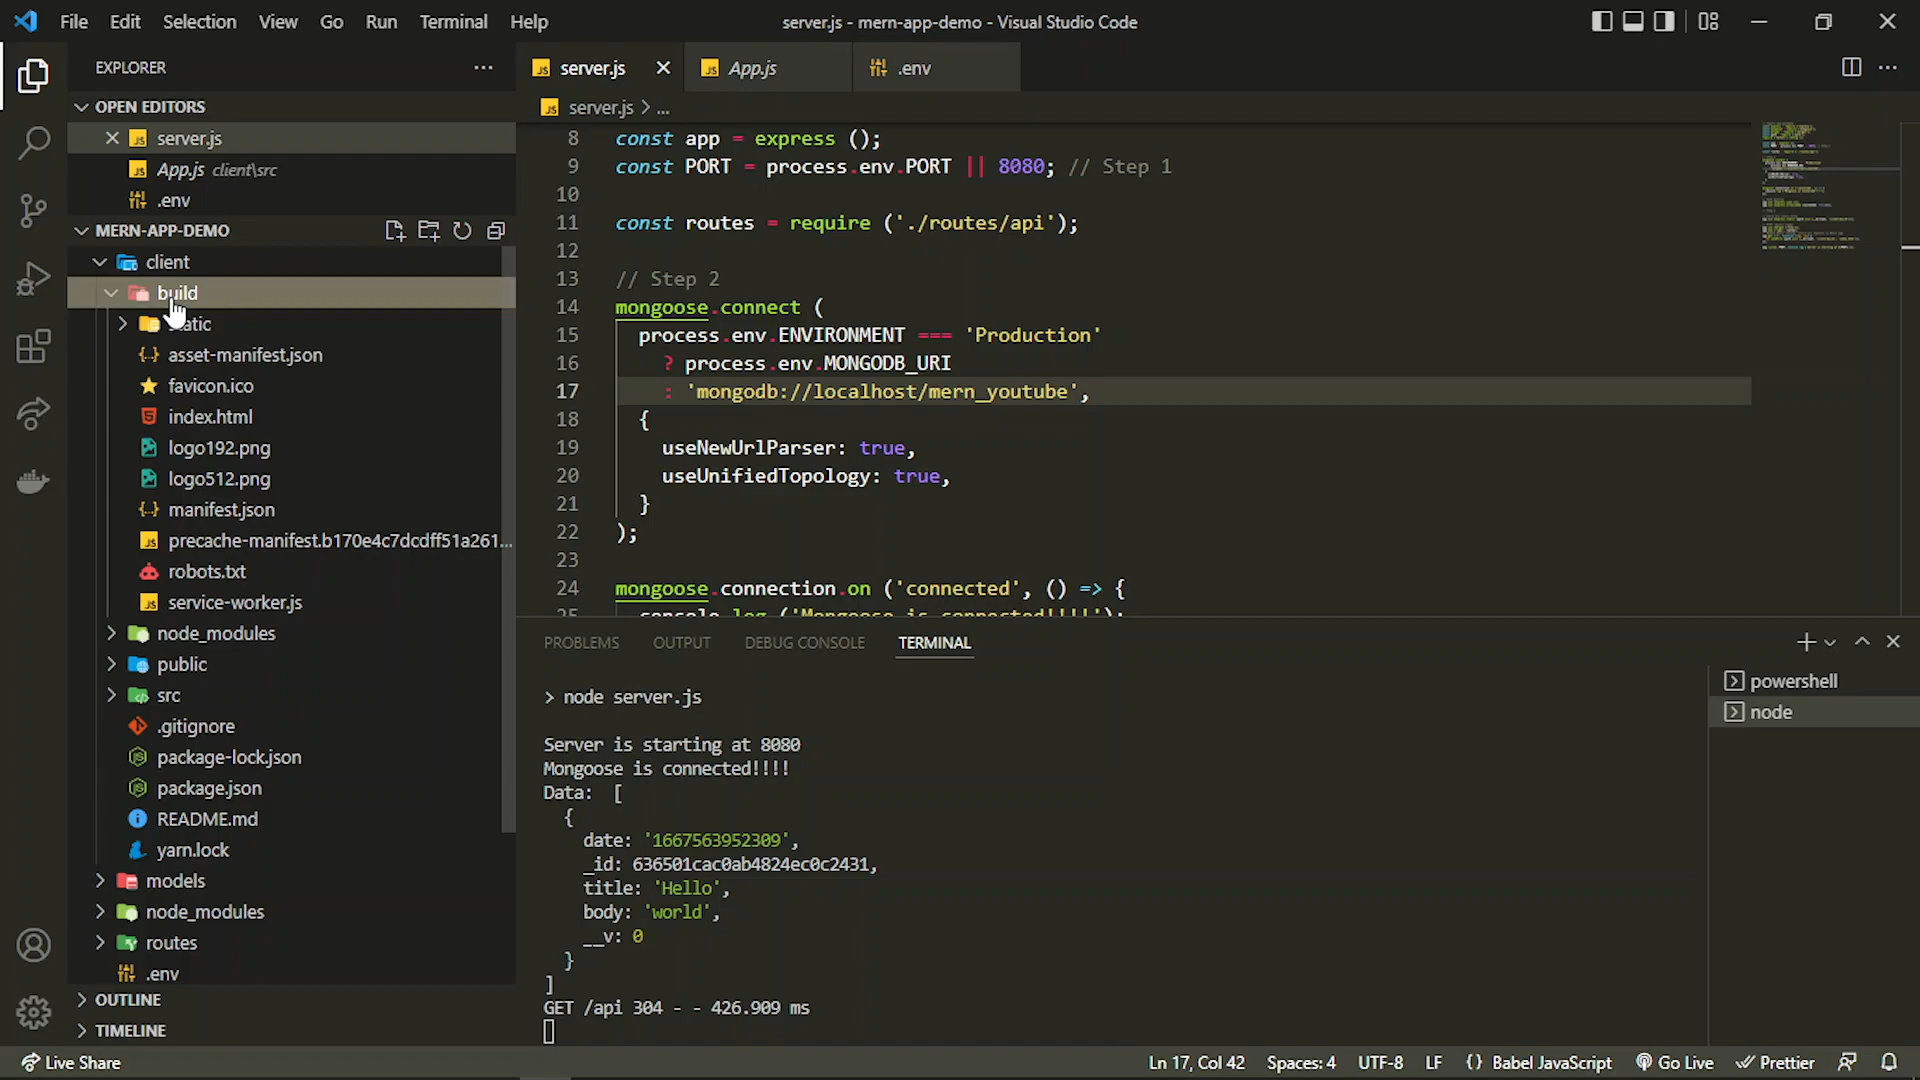 File Edit Selection View Go Run Terminal Help
server.js - mern-app-demo - Visual Studio Code
EXPLORER
OPEN EDITORS
server.js
App.js client\src
.env
MERN-APP-DEMO
client
build
asset-manifest.json
favicon.ico
index.html
logo192.png
logo512.png
manifest.json
precache-manifest.b170e4c7dcdff51a261...
robots.txt
service-worker.js
node_modules
public
src
.gitignore
package-lock.json
package.json
README.md
yarn.lock
models
node_modules
routes
.env
OUTLINE
TIMELINE
server.js App.js .env
server.js > ...
8 const app = express ();
9 const PORT = process.env.PORT || 8080; // Step 1
10
11 const routes = require ('./routes/api');
12
13 // Step 2
14 mongoose.connect (
15 process.env.ENVIRONMENT === 'Production'
16 ? process.env.MONGODB_URI
17 : 'mongodb://localhost/mern_youtube',
18 {
19 useNewUrlParser: true,
20 useUnifiedTopology: true,
21 }
22 );
23
24 mongoose.connection.on ('connected', () => {
25 console.log ('Mongoose is connected!!!!');
PROBLEMS OUTPUT DEBUG CONSOLE TERMINAL
> node server.js
Server is starting at 8080
Mongoose is connected!!!!
Data: [
{
date: '1667563952309',
_id: 636501cac0ab4824ec0c2431,
title: 'Hello',
body: 'world',
__v: 0
}
]
GET /api 304 - - 426.909 ms
powershell
node
Live Share
Ln 17, Col 42 Spaces: 4 UTF-8 LF {} Babel JavaScript Go Live Prettier